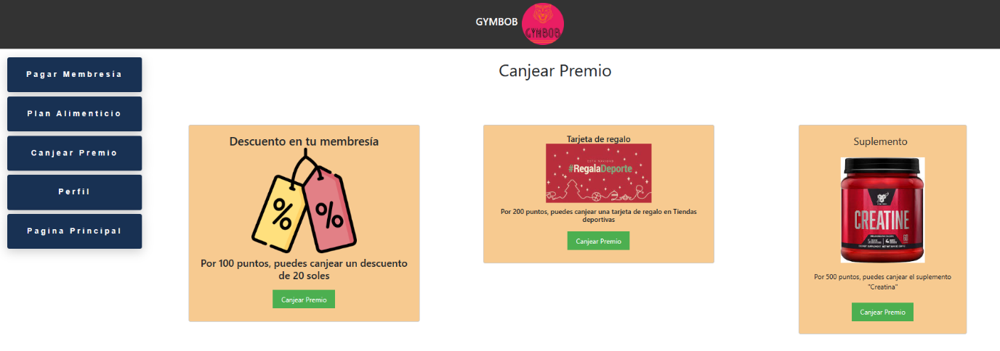 GYMBOB
GYMBOB
Pagar Membresia
Plan Alimenticio
Canjear Premio
Perfil
Pagina Principal
Canjear Premio
Descuento en tu membresía
%
%
Por 100 puntos, puedes canjear un descuento
de 20 soles
Canjear Premio
Tarjeta de regalo
ESTA NAVIDAD
#RegalaDeporte
Por 200 puntos, puedes canjear una tarjeta de regalo en Tiendas
deportivas
Canjear Premio
Suplemento
CREATINE
Por 500 puntos, puedes canjear el suplemento
"Creatina"
Canjear Premio